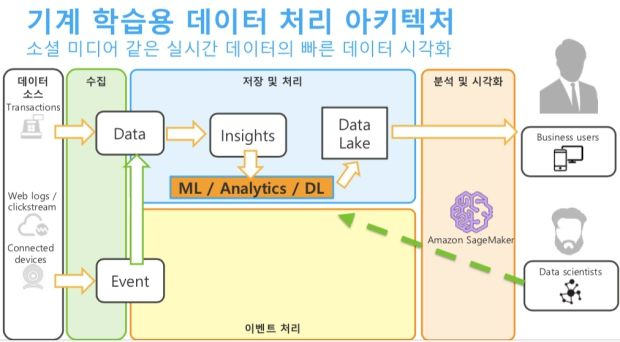 기계 학습용 데이터 처리 아키텍처
소셜 미디어 같은 실시간 데이터의 빠른 데이터 시각화
데이터
소스
수집
저장 및 처리
분석 및 시각화
Transactions
Data
Insights
Data
Lake
Business users
ML / Analytics / DL
Web logs /
clickstream
Amazon SageMaker
Connected
devices
Event
Data scientists
이벤트 처리